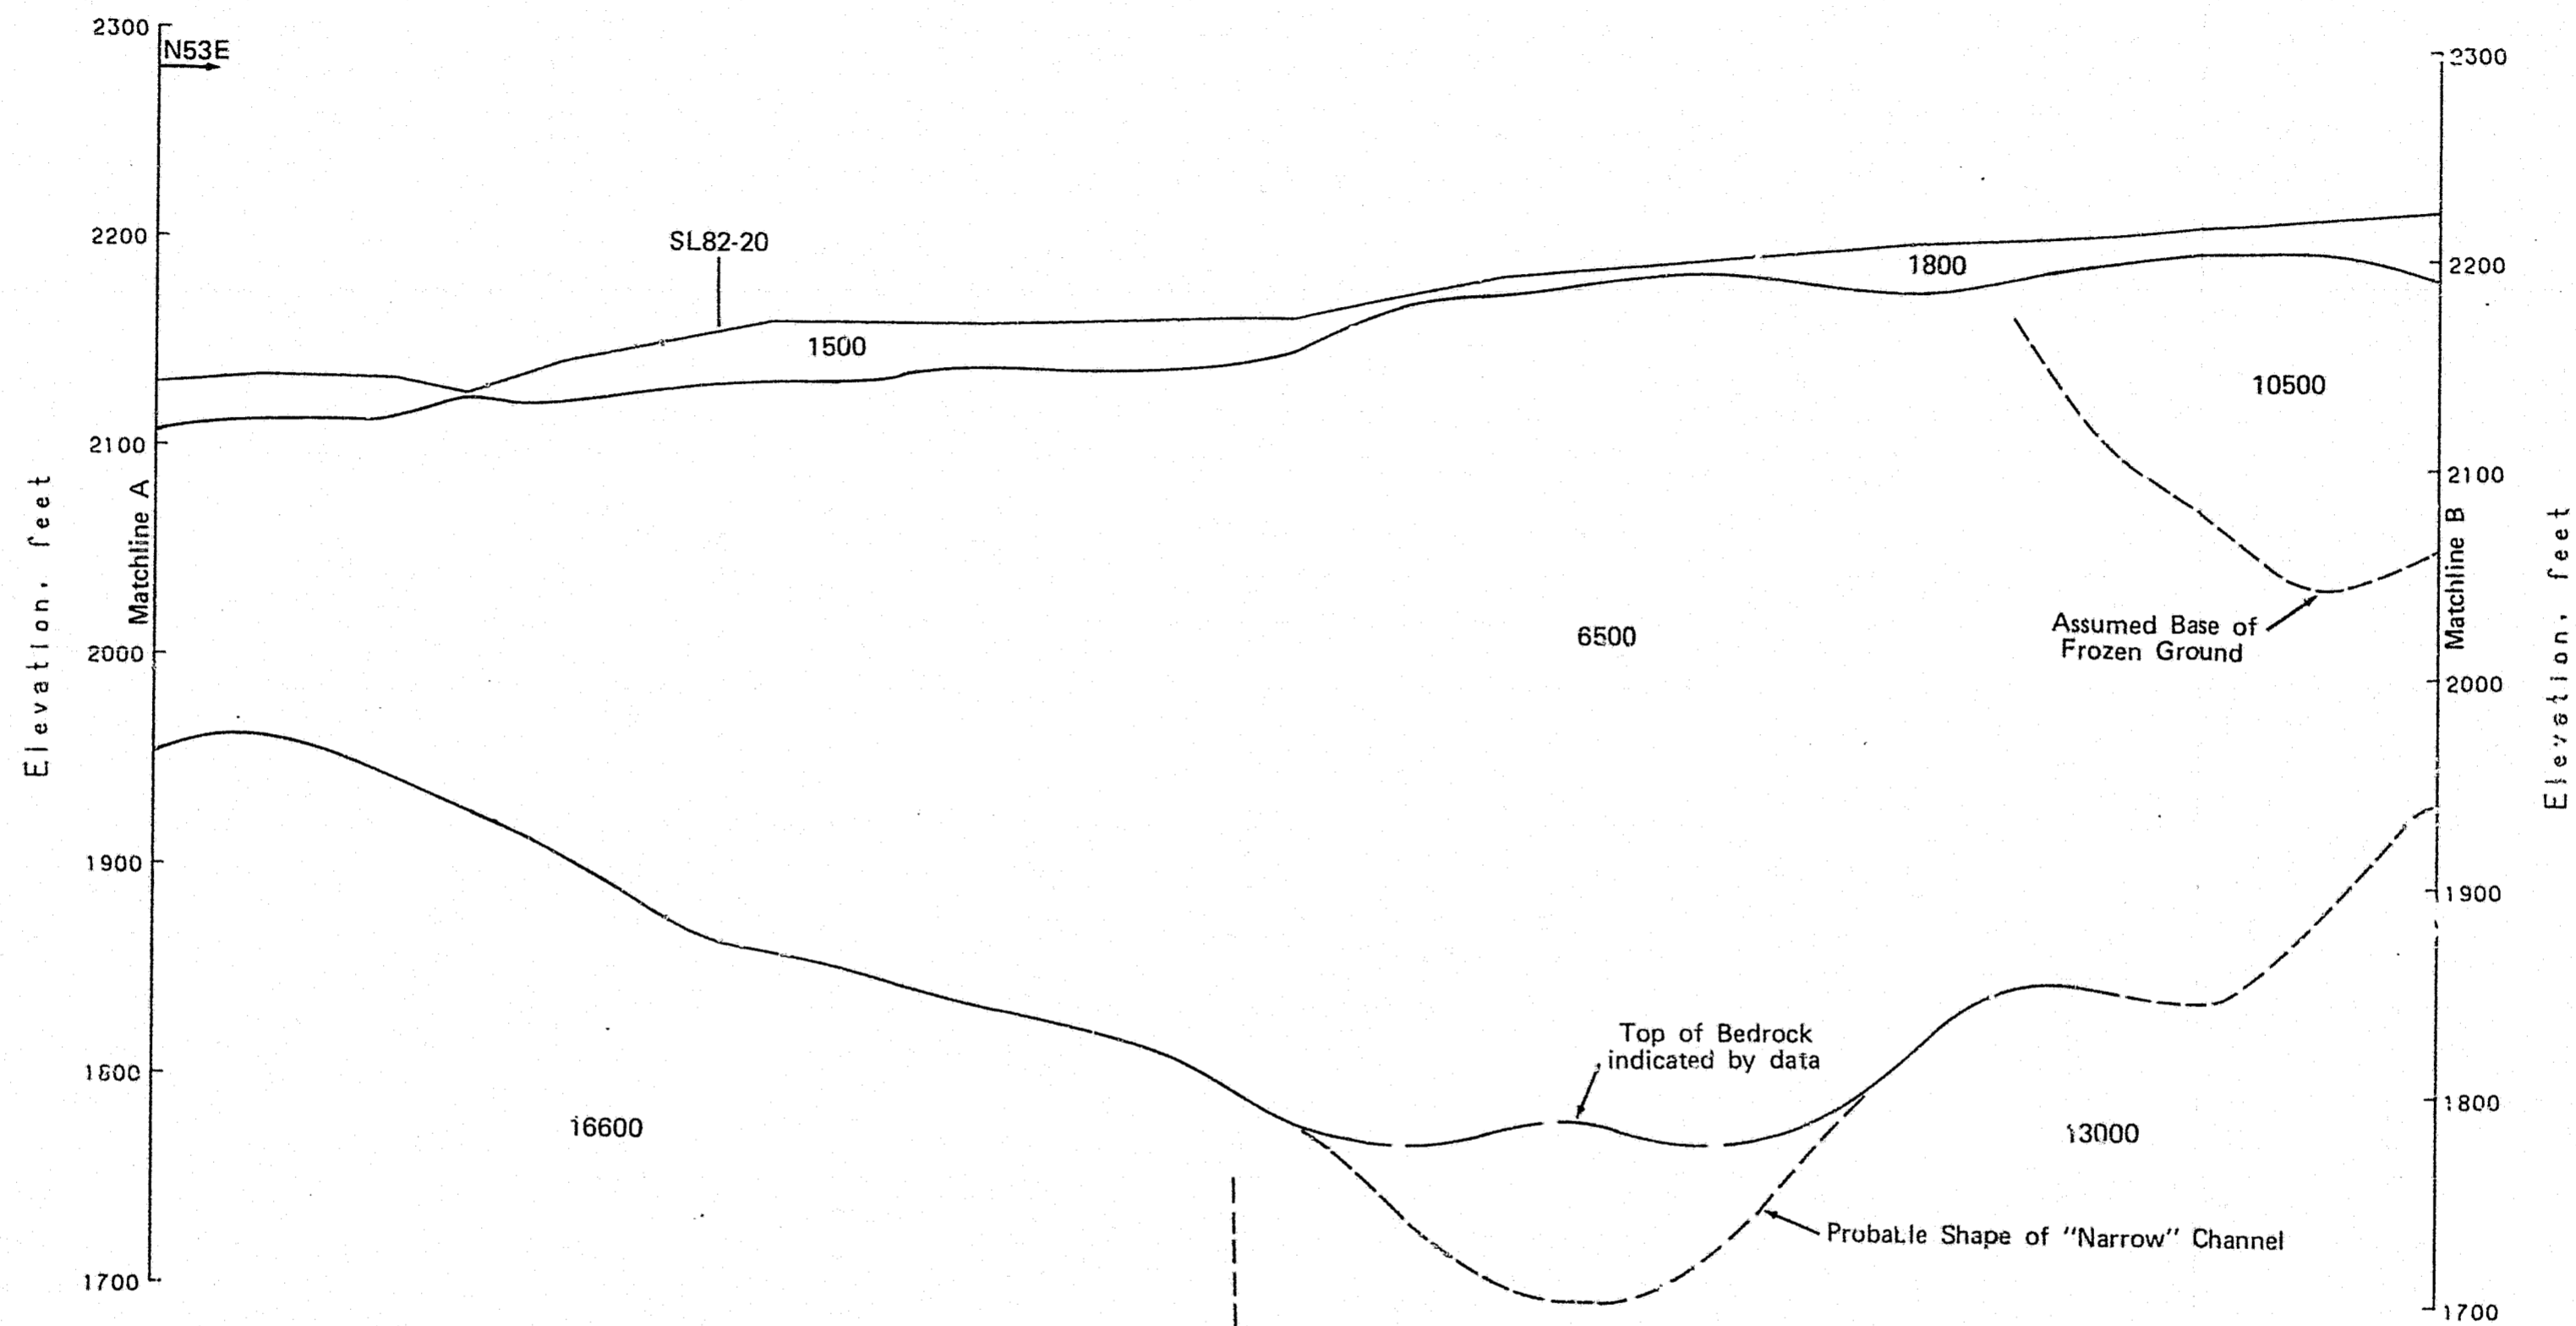 2300
N53E
2300
2200
SL82-20
1800
2200
1500
10500
2100
2100
Elevation, feet
Matchline A
Matchline B
Elevation, feet
6500
Assumed Base of
Frozen Ground
2000
2000
1900
1900
Top of Bedrock
indicated by data
1800
1800
16600
13000
Probable Shape of "Narrow" Channel
1700
1700